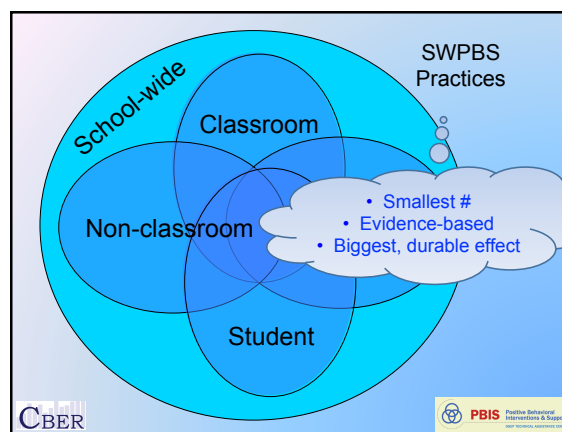 SWPBS
Practices
School-wide
Classroom
• Smallest #
• Evidence-based
• Biggest, durable effect
Non-classroom
Student
CBER
PBIS Positive Behavioral
Interventions &